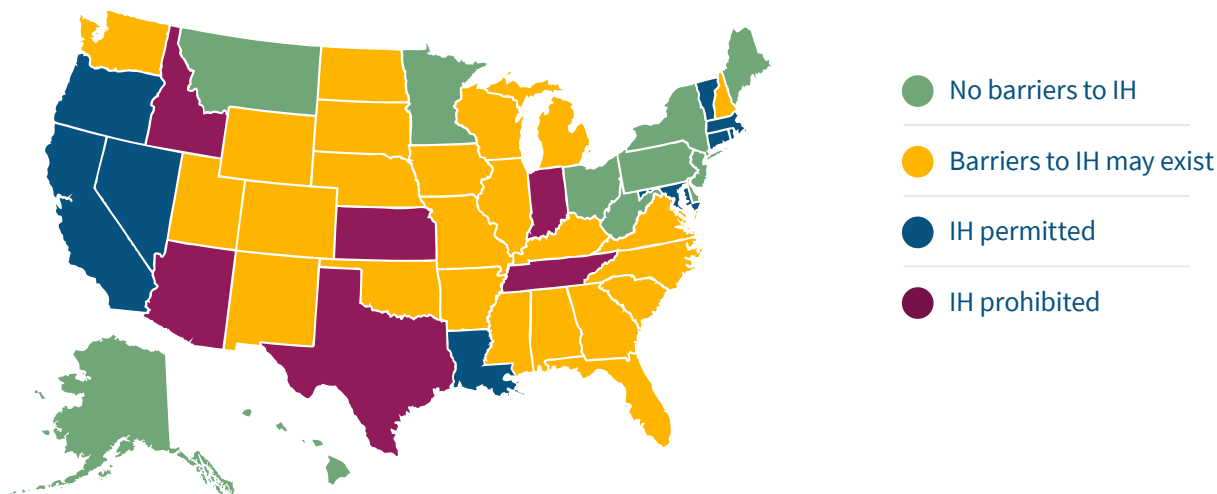 No barriers to IH
Barriers to IH may exist
IH permitted
IH prohibited